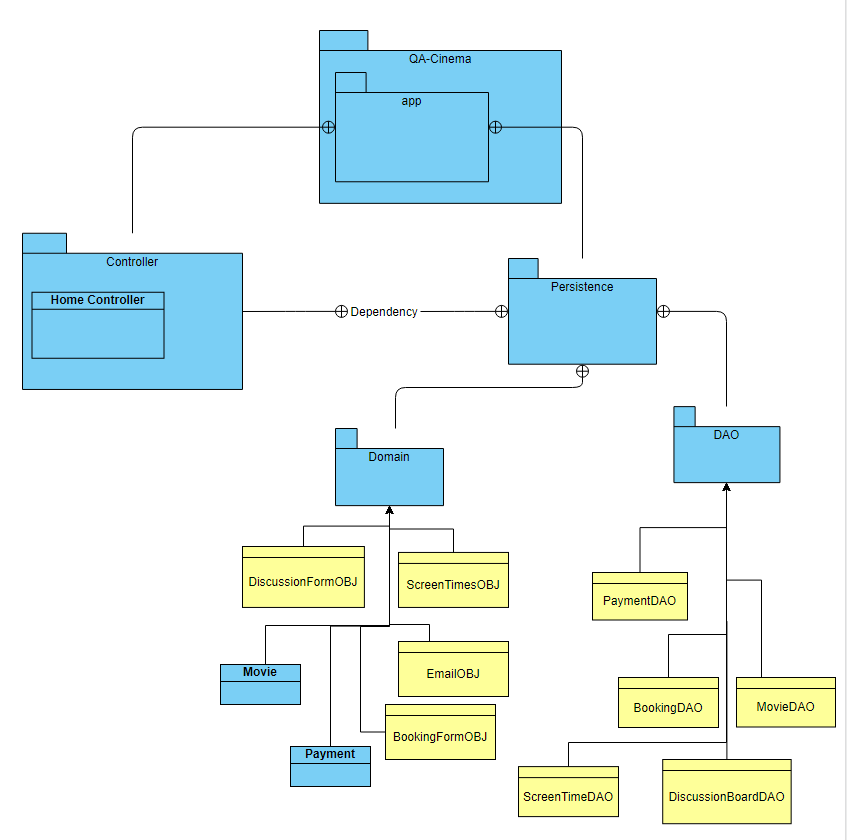 QA-Cinema
app
Controller
Home Controller
Persistence
Dependency
DAO
Domain
DiscussionFormOBJ
ScreenTimesOBJ
PaymentDAO
Movie
EmailOBJ
BookingDAO
MovieDAO
BookingFormOBJ
Payment
ScreenTimeDAO
DiscussionBoardDAO